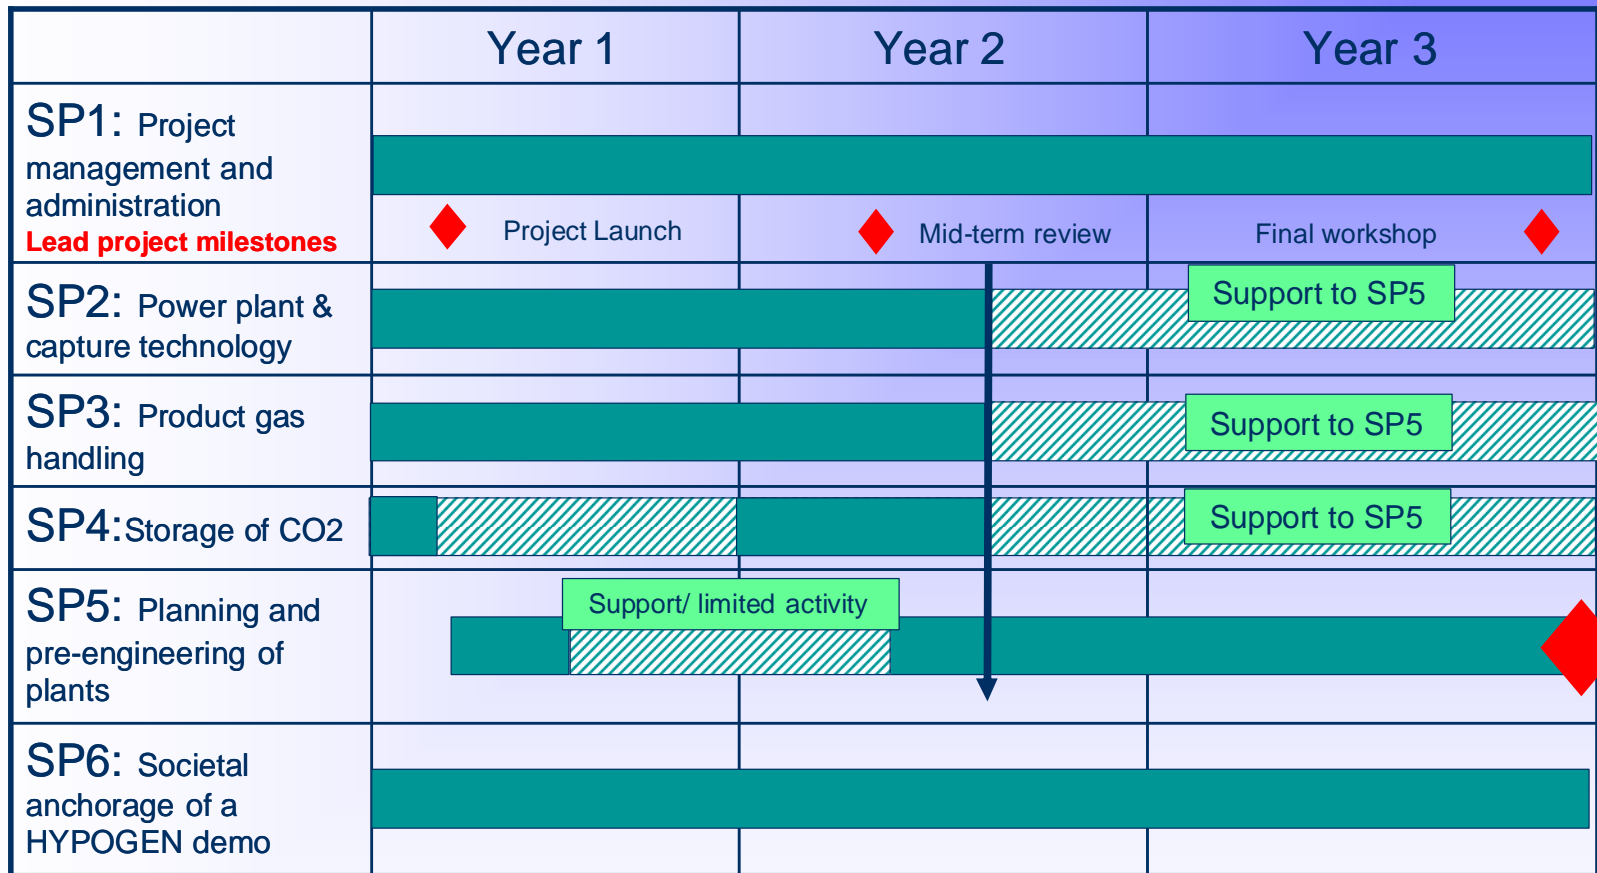 Year 1
Year 2
Year 3
SP1: Project
management and
administration
Lead project milestones
Project Launch
Mid-term review
Final workshop
SP2: Power plant &
capture technology
Support to SP5
SP3: Product gas
handling
Support to SP5
SP4:Storage of CO2
Support to SP5
SP5: Planning and
pre-engineering of
plants
Support/ limited activity
SP6: Societal
anchorage of a
HYPOGEN demo